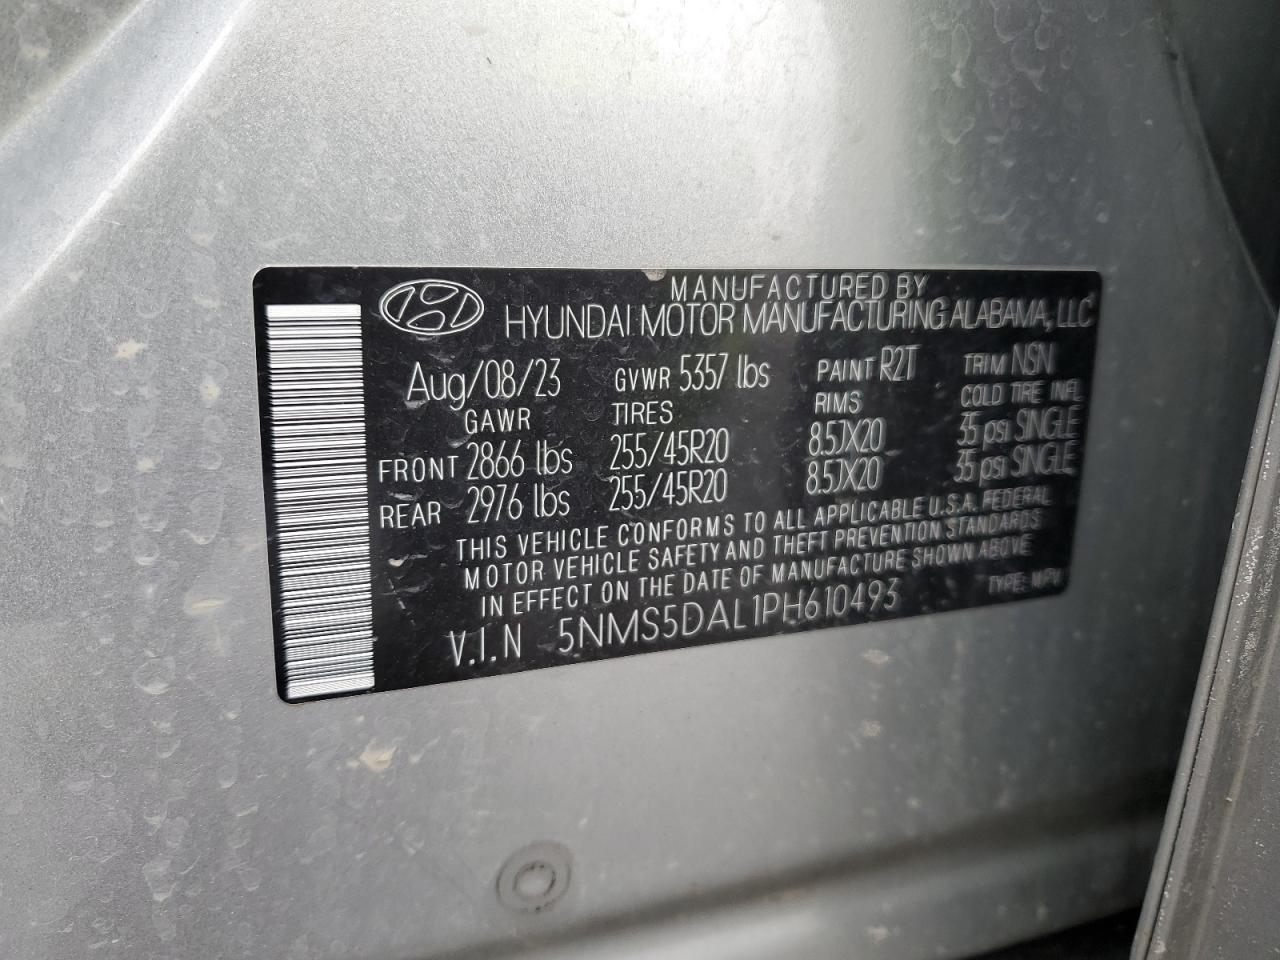 MANUFACTURED BY
HYUNDAI MOTOR MANUFACTURING ALABAMA, LLC
Aug/08/23 GVWR 5357 lbs PAINT R2T TRIM NSN
GAWR TIRES RIMS COLD TIRE INFL
FRONT 2866 lbs 255/45R20 8.5JX20 35 psi SINGLE
REAR 2976 lbs 255/45R20 8.5JX20 35 psi SINGLE
THIS VEHICLE CONFORMS TO ALL APPLICABLE U.S.A. FEDERAL
MOTOR VEHICLE SAFETY AND THEFT PREVENTION STANDARDS
IN EFFECT ON THE DATE OF MANUFACTURE SHOWN ABOVE
V.I.N 5NMS5DAL1PH610493 TYPE: MPV